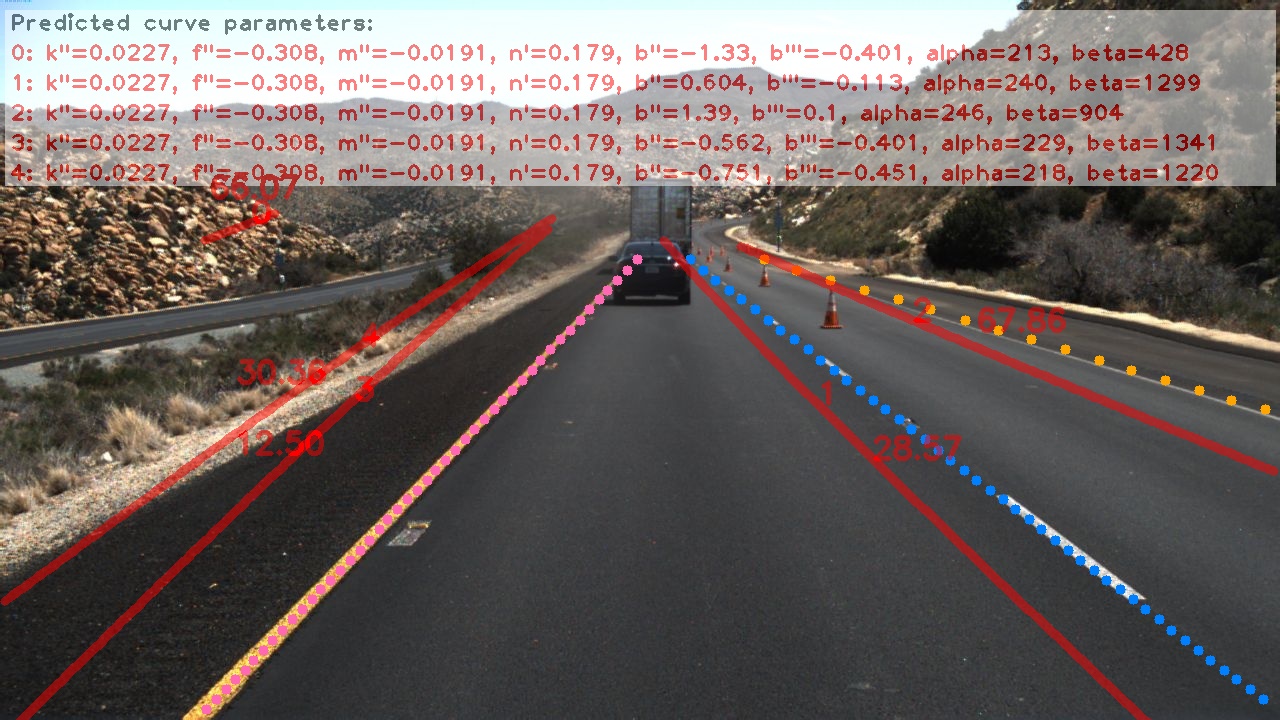 Predicted curve parameters:
0: k''=0.0227, f''=-0.308, m''=-0.0191, n'=0.179, b''=-1.33, b'''=-0.401, alpha=213, beta=428
1: k''=0.0227, f''=-0.308, m''=-0.0191, n'=0.179, b''=0.604, b'''=-0.113, alpha=240, beta=1299
2: k''=0.0227, f''=-0.308, m''=-0.0191, n'=0.179, b''=1.39, b'''=0.1, alpha=246, beta=904
3: k''=0.0227, f''=-0.308, m''=-0.0191, n'=0.179, b''=-0.562, b'''=-0.401, alpha=229, beta=1341
4: k''=0.0227, f''=-0.308, m''=-0.0191, n'=0.179, b''=-0.751, b'''=-0.451, alpha=218, beta=1220
66.07
0
2 67.86
4
30.36
3
1
12.50
28.57